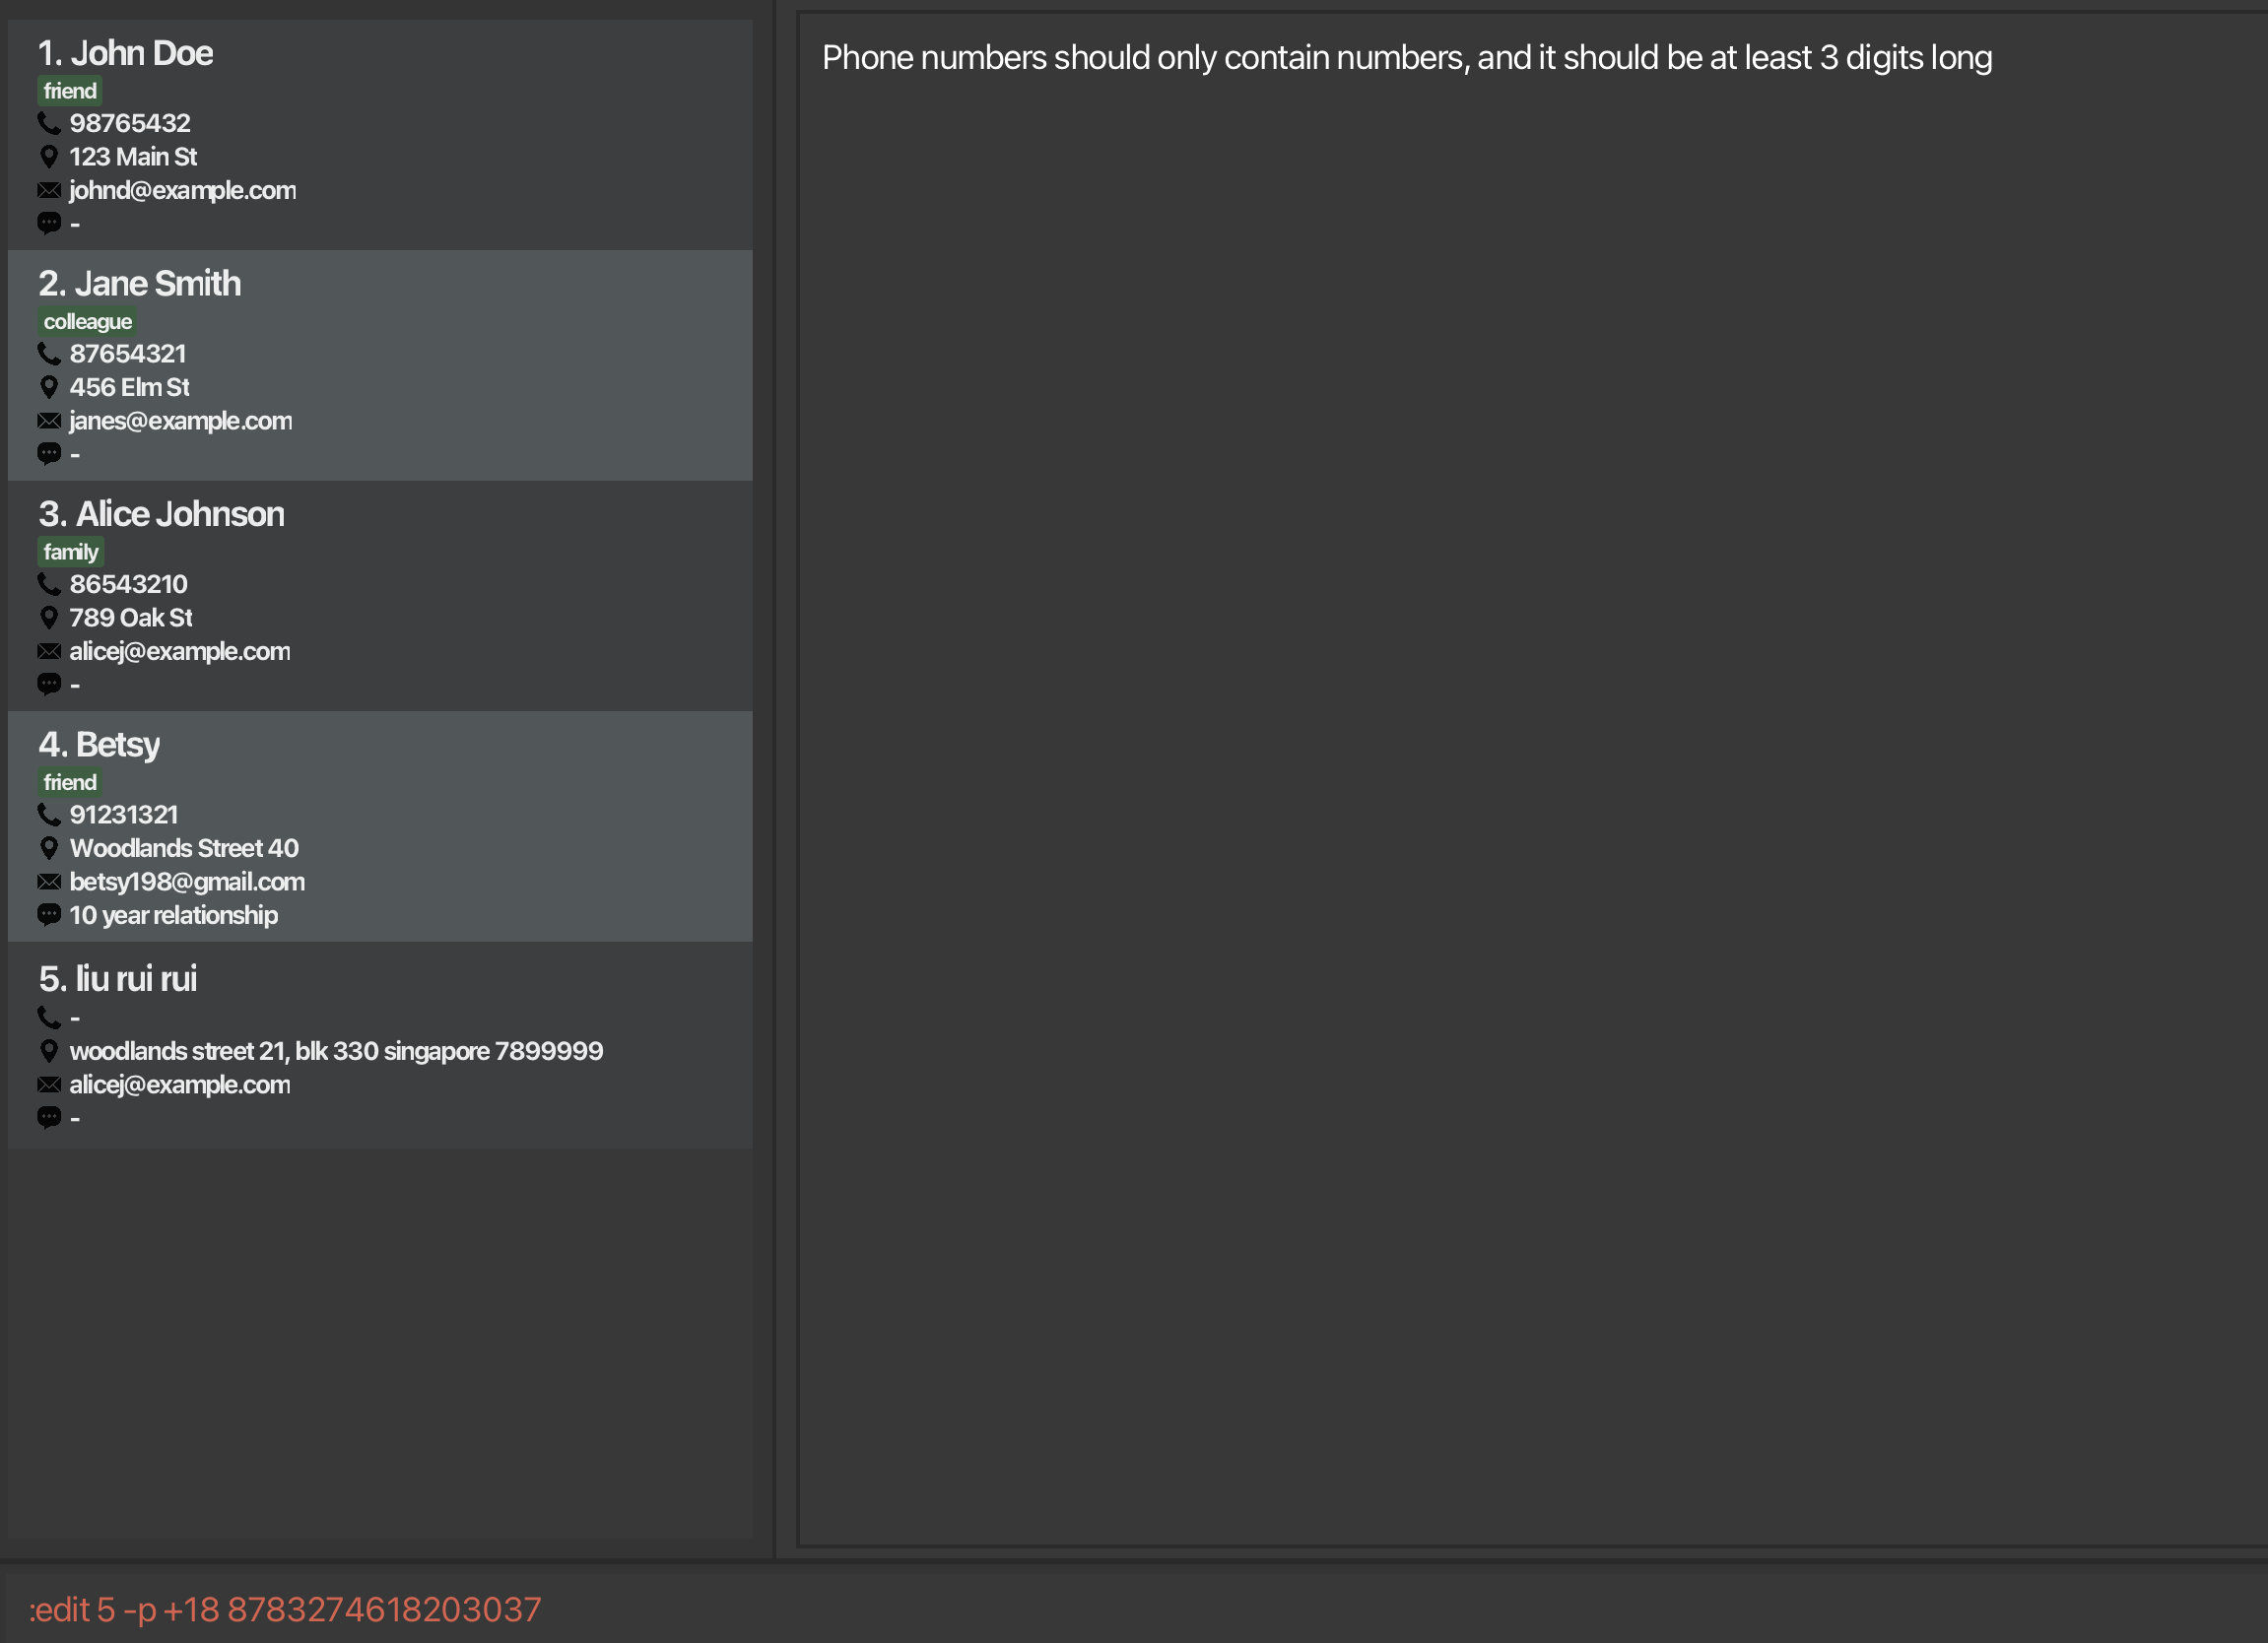 1. John Doe
friend
98765432
123 Main St
johnd@example.com
-
2. Jane Smith
colleague
87654321
456 Elm St
janes@example.com
-
3. Alice Johnson
family
86543210
789 Oak St
alicej@example.com
-
4. Betsy
friend
91231321
Woodlands Street 40
betsy198@gmail.com
10 year relationship
5. liu rui rui
-
woodlands street 21, blk 330 singapore 7899999
alicej@example.com
-
Phone numbers should only contain numbers, and it should be at least 3 digits long
:edit 5 -p +18 8783274618203037